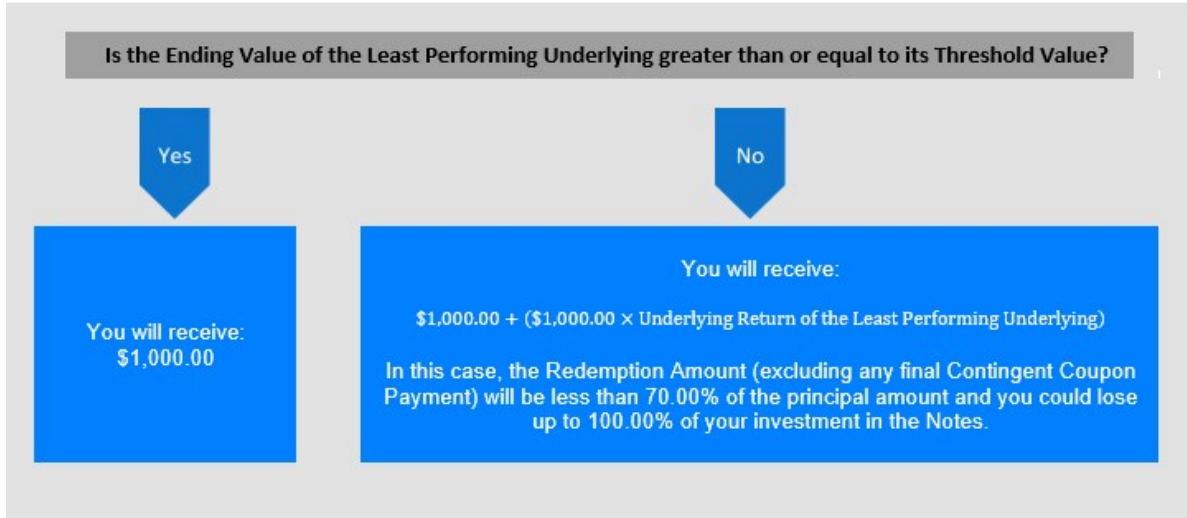 Is the Ending Value of the Least Performing Underlying greater than or equal to its Threshold Value?
Yes
No
You will receive:
$1,000.00
You will receive:
$1,000.00 + ($1,000.00 × Underlying Return of the Least Performing Underlying)
In this case, the Redemption Amount (excluding any final Contingent Coupon
Payment) will be less than 70.00% of the principal amount and you could lose
up to 100.00% of your investment in the Notes.